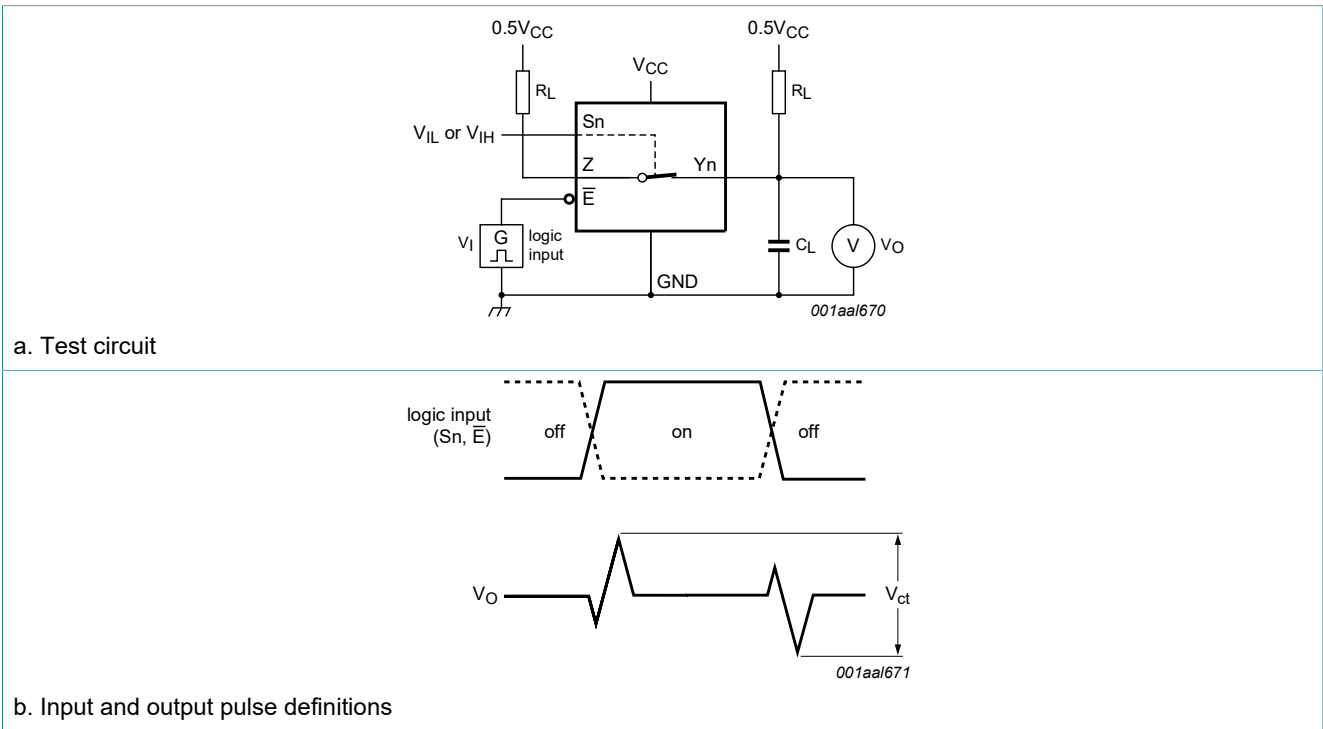 0.5VCC
0.5VCC
VCC
RL
RL
Sn
VIL or VIH
Z
Yn
E̅
VI
G
logic
input
CL
V
VO
GND
001aal670
a. Test circuit
logic input
(Sn, E̅)
off
on
off
VO
Vct
001aal671
b. Input and output pulse definitions